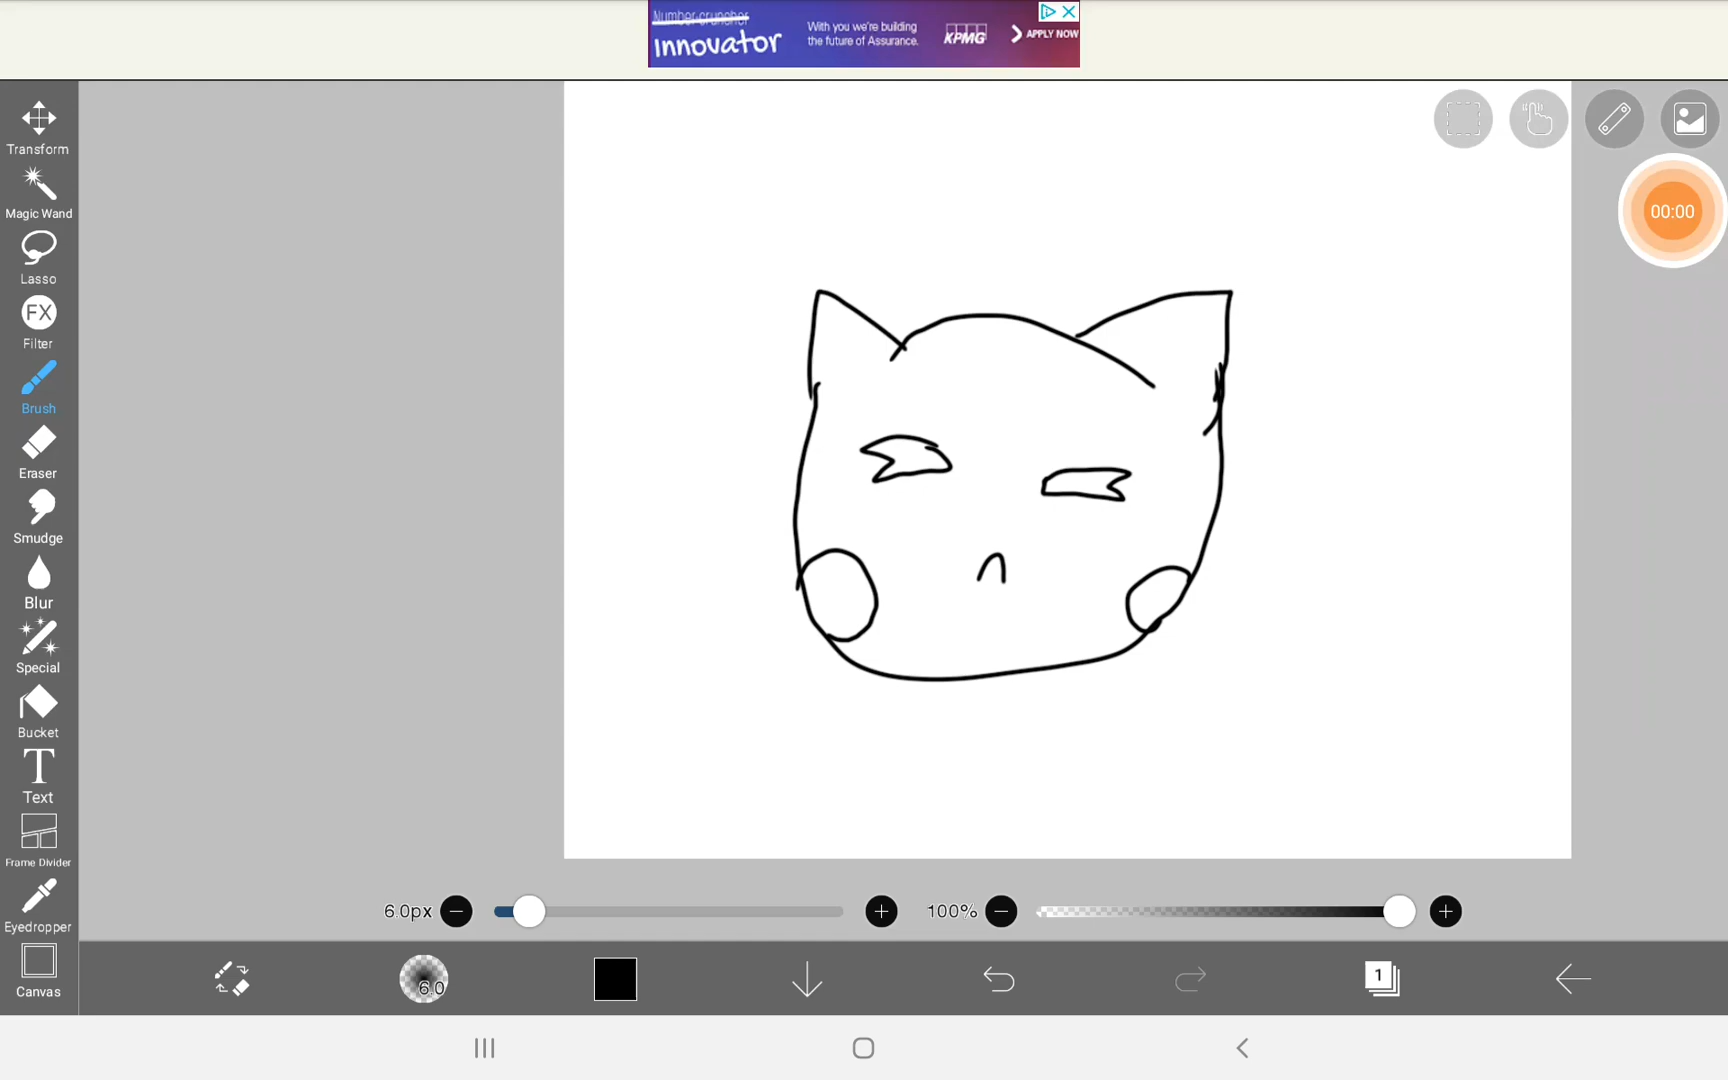 Number-cruncher
innovator
With you we're building
the future of Assurance.
KPMG
APPLY NOW
Transform
Magic Wand
Lasso
FX
Filter
Brush
Eraser
Smudge
Blur
Special
Bucket
T
Text
Frame Divider
Eyedropper
Canvas
00:00
6.0px
100%
6.0
1